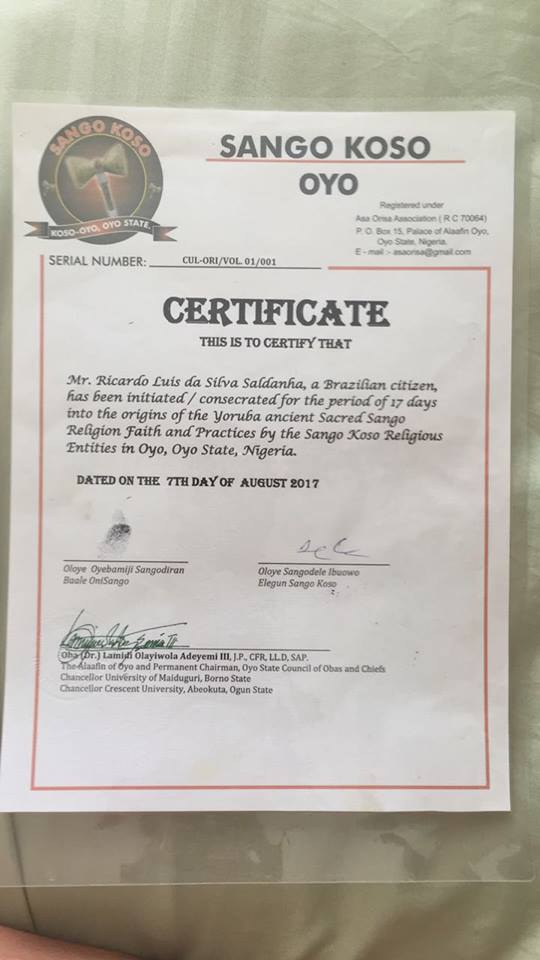 SANGO KOSO
KOSO-OYO, OYO STATE.
SANGO KOSO
OYO
Registered under
Asa Orisa Association ( R C 70064)
P. O. Box 15, Palace of Alaafin Oyo,
Oyo State, Nigeria.
E - mail :- asaorisa@gmail.com
SERIAL NUMBER: CUL-ORI/VOL. 01/001
CERTIFICATE
THIS IS TO CERTIFY THAT
Mr. Ricardo Luis da Silva Saldanha, a Brazilian citizen,
has been initiated / consecrated for the period of 17 days
into the origins of the Yoruba ancient Sacred Sango
Religion Faith and Practices by the Sango Koso Religious
Entities in Oyo, Oyo State, Nigeria.
DATED ON THE 7TH DAY OF AUGUST 2017
Oloye Oyebamiji Sangodiran
Baale OniSango
Oloye Sangodele Ibuowo
Elegun Sango Koso
Oba (Dr.) Lamidi Olayiwola Adeyemi III, J.P., CFR, LL.D, SAP.
The Alaafin of Oyo and Permanent Chairman, Oyo State Council of Obas and Chiefs
Chancellor University of Maiduguri, Borno State
Chancellor Crescent University, Abeokuta, Ogun State